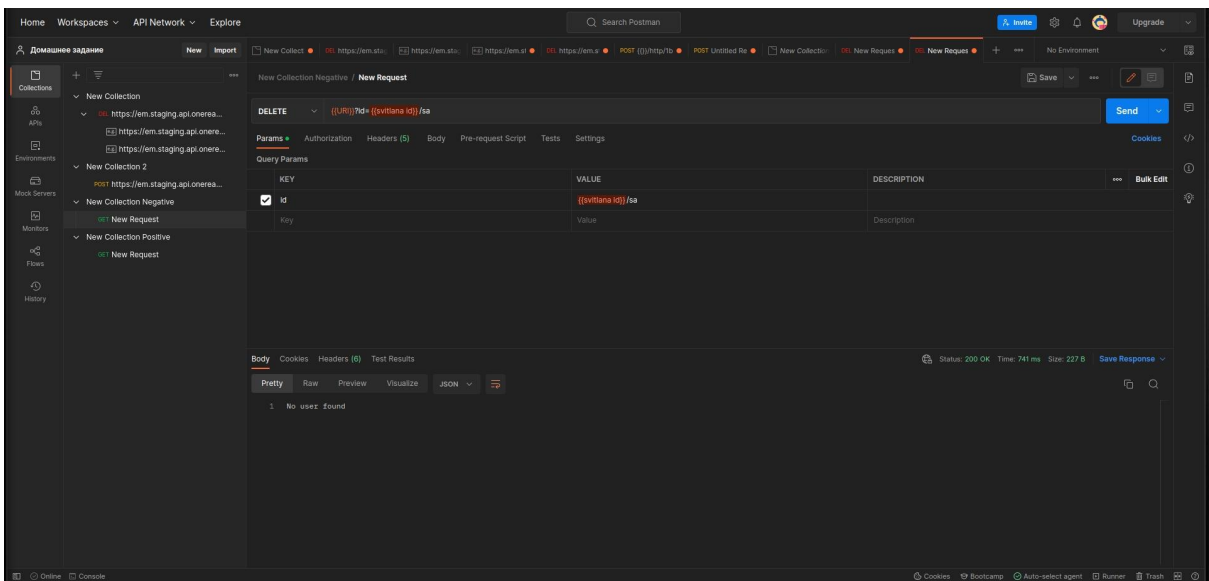 Home Workspaces API Network Explore Search Postman Invite Upgrade
Домашнее задание New Import New Collect DEL https://em.stag GET https://em.sta DEL https://em.a POST {{}}/http/1b POST Untitled Re New Collection DEL New Reques DEL New Reques No Environment
New Collection Negative / New Request Save
Collections
New Collection
DELETE {{URl}}?id={{svitlana id}}/sa Send
DEL https://em.staging.api.onerea...
APIs
https://em.staging.api.onere...
Params Authorization Headers (5) Body Pre-request Script Tests Settings Cookies
https://em.staging.api.onere...
Environments
Query Params
New Collection 2
KEY VALUE DESCRIPTION Bulk Edit
POST https://em.staging.api.onerea...
Mock Servers
New Collection Negative
id {{svitlana id}}/sa
GET New Request
Key Value Description
Monitors
New Collection Positive
GET New Request
Flows
History
Body Cookies Headers (6) Test Results Status: 200 OK Time: 741 ms Size: 227 B Save Response
Pretty Raw Preview Visualize JSON
1 No user found
Online Console Cookies Bootcamp Auto-select agent Runner Trash